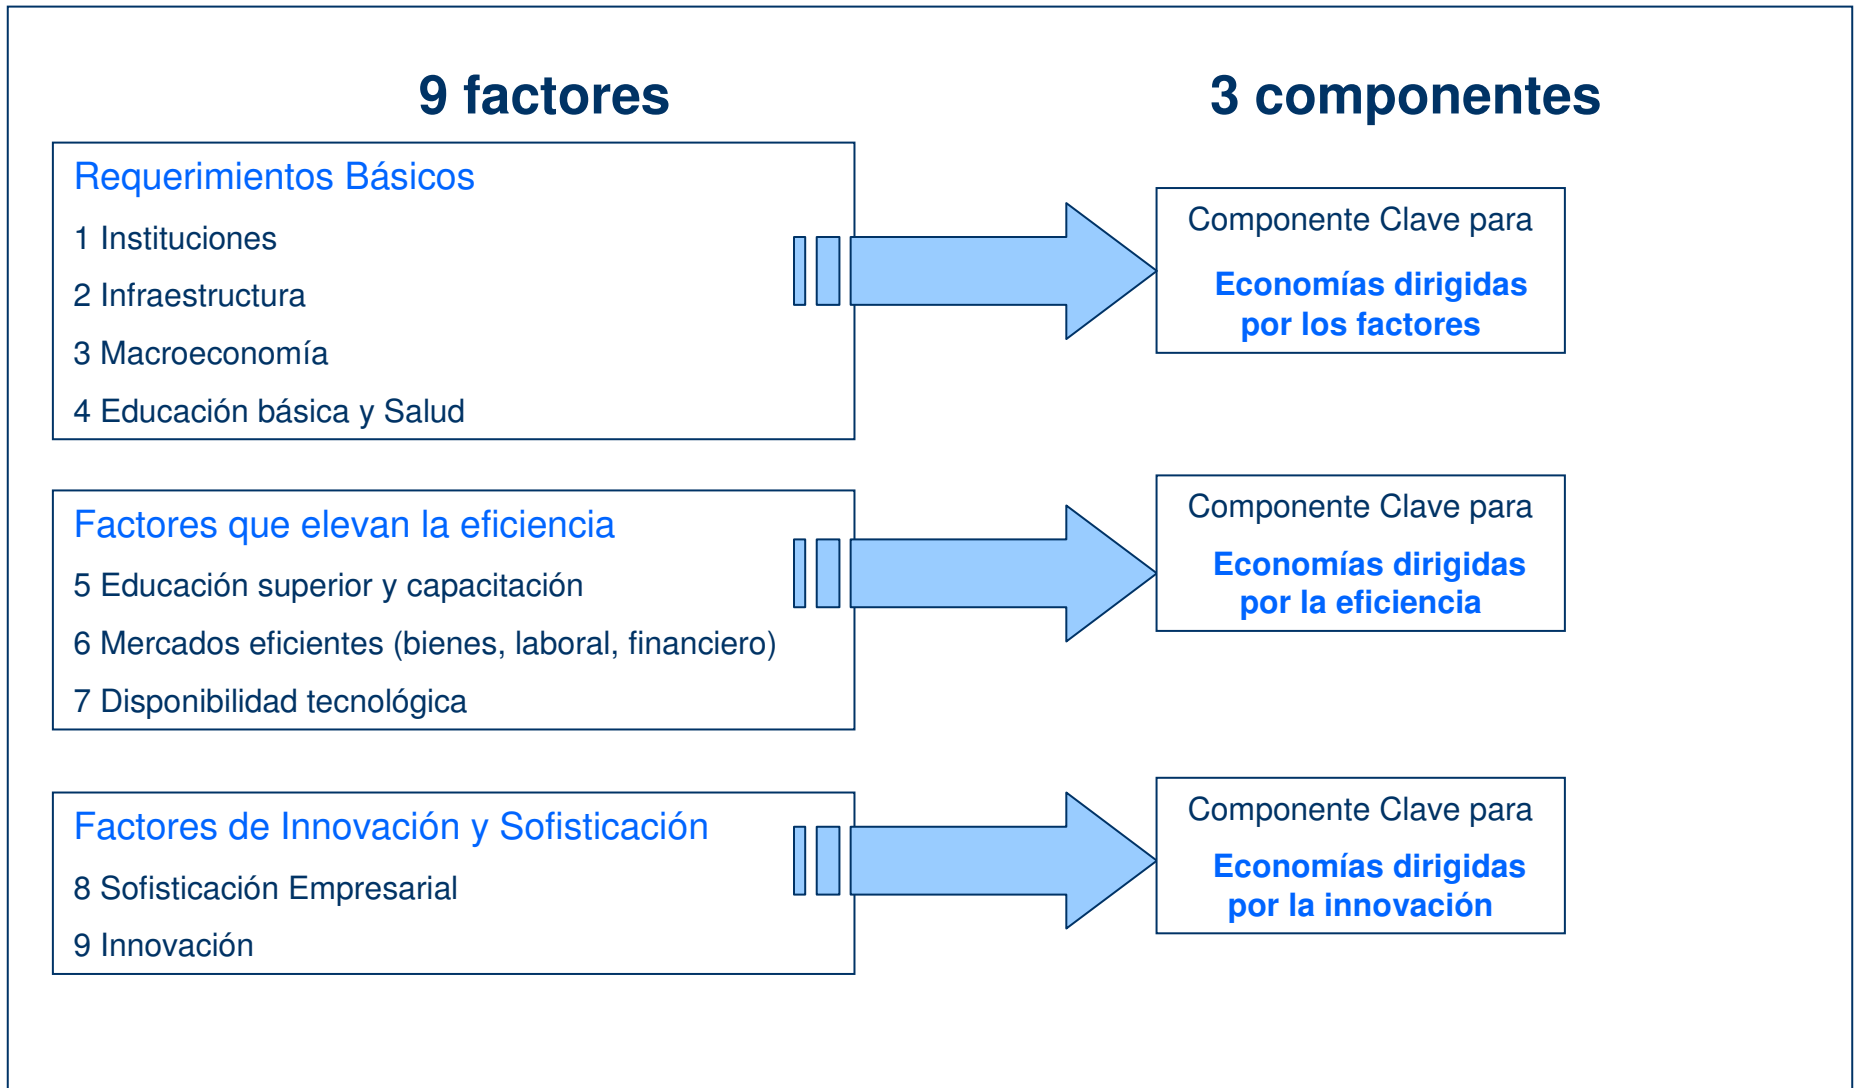 9 factores
3 componentes
Requerimientos Básicos
1 Instituciones
2 Infraestructura
3 Macroeconomía
4 Educación básica y Salud
Componente Clave para
Economías dirigidas
por los factores
Factores que elevan la eficiencia
5 Educación superior y capacitación
6 Mercados eficientes (bienes, laboral, financiero)
7 Disponibilidad tecnológica
Componente Clave para
Economías dirigidas
por la eficiencia
Factores de Innovación y Sofisticación
8 Sofisticación Empresarial
9 Innovación
Componente Clave para
Economías dirigidas
por la innovación